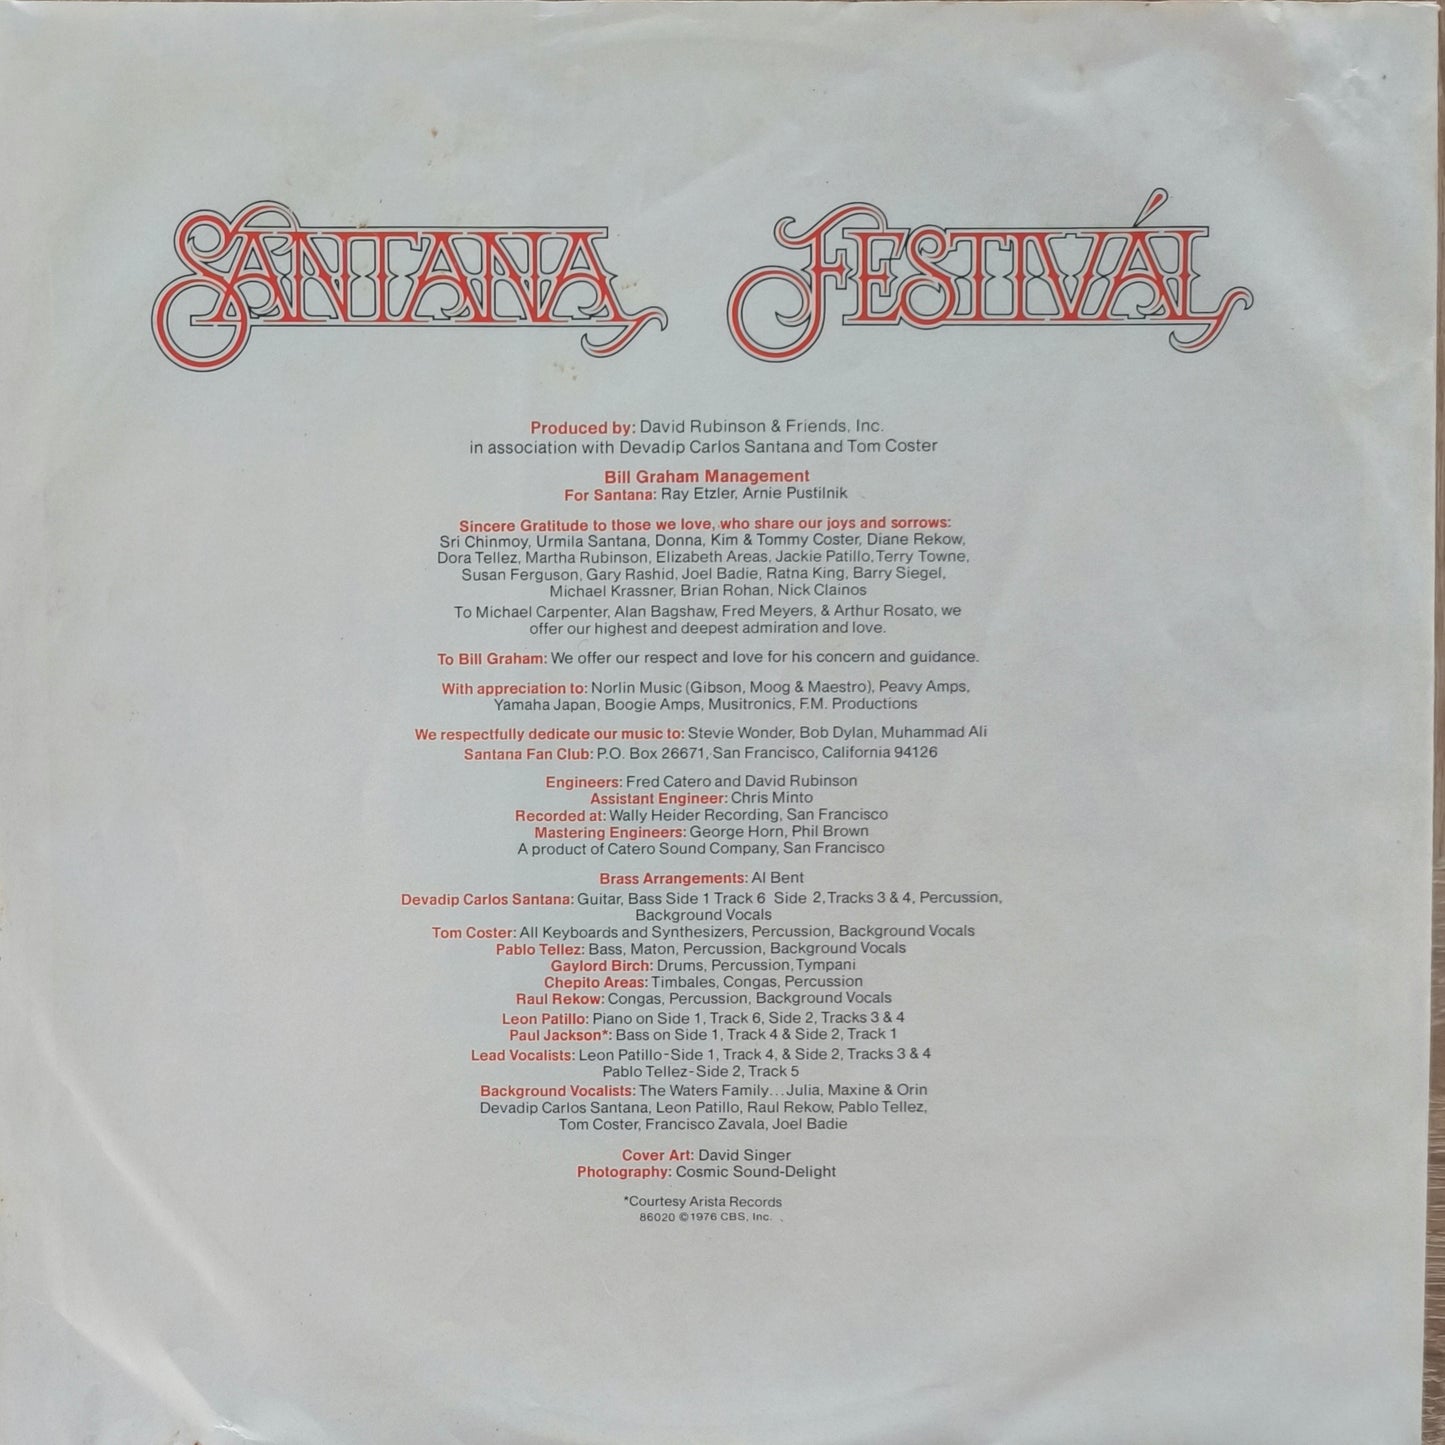 SANTANA FESTIVÁL
Produced by: David Rubinson & Friends, Inc.
in association with Devadip Carlos Santana and Tom Coster
Bill Graham Management
For Santana: Ray Etzler, Arnie Pustilnik
Sincere Gratitude to those we love, who share our joys and sorrows:
Sri Chinmoy, Urmila Santana, Donna, Kim & Tommy Coster, Diane Rekow,
Dora Tellez, Martha Rubinson, Elizabeth Areas, Jackie Patillo, Terry Towne,
Susan Ferguson, Gary Rashid, Joel Badie, Ratna King, Barry Siegel,
Michael Krassner, Brian Rohan, Nick Clainos
To Michael Carpenter, Alan Bagshaw, Fred Meyers, & Arthur Rosato, we
offer our highest and deepest admiration and love.
To Bill Graham: We offer our respect and love for his concern and guidance.
With appreciation to: Norlin Music (Gibson, Moog & Maestro), Peavy Amps,
Yamaha Japan, Boogie Amps, Musitronics, F.M. Productions
We respectfully dedicate our music to: Stevie Wonder, Bob Dylan, Muhammad Ali
Santana Fan Club: P.O. Box 26671, San Francisco, California 94126
Engineers: Fred Catero and David Rubinson
Assistant Engineer: Chris Minto
Recorded at: Wally Heider Recording, San Francisco
Mastering Engineers: George Horn, Phil Brown
A product of Catero Sound Company, San Francisco
Brass Arrangements: Al Bent
Devadip Carlos Santana: Guitar, Bass Side 1 Track 6 Side 2, Tracks 3 & 4, Percussion,
Background Vocals
Tom Coster: All Keyboards and Synthesizers, Percussion, Background Vocals
Pablo Tellez: Bass, Maton, Percussion, Background Vocals
Gaylord Birch: Drums, Percussion, Tympani
Chepito Areas: Timbales, Congas, Percussion
Raul Rekow: Congas, Percussion, Background Vocals
Leon Patillo: Piano on Side 1, Track 6, Side 2, Tracks 3 & 4
Paul Jackson*: Bass on Side 1, Track 4 & Side 2, Track 1
Lead Vocalists: Leon Patillo-Side 1, Track 4, & Side 2, Tracks 3 & 4
Pablo Tellez-Side 2, Track 5
Background Vocalists: The Waters Family...Julia, Maxine & Orin
Devadip Carlos Santana, Leon Patillo, Raul Rekow, Pablo Tellez,
Tom Coster, Francisco Zavala, Joel Badie
Cover Art: David Singer
Photography: Cosmic Sound-Delight
*Courtesy Arista Records
86020 ©1976 CBS, Inc.